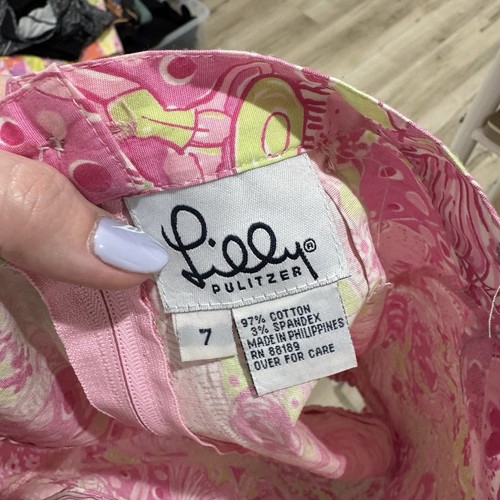 Lilly®
PULITZER
7
97% COTTON
3% SPANDEX
MADE IN PHILIPPINES
RN 88189
OVER FOR CARE